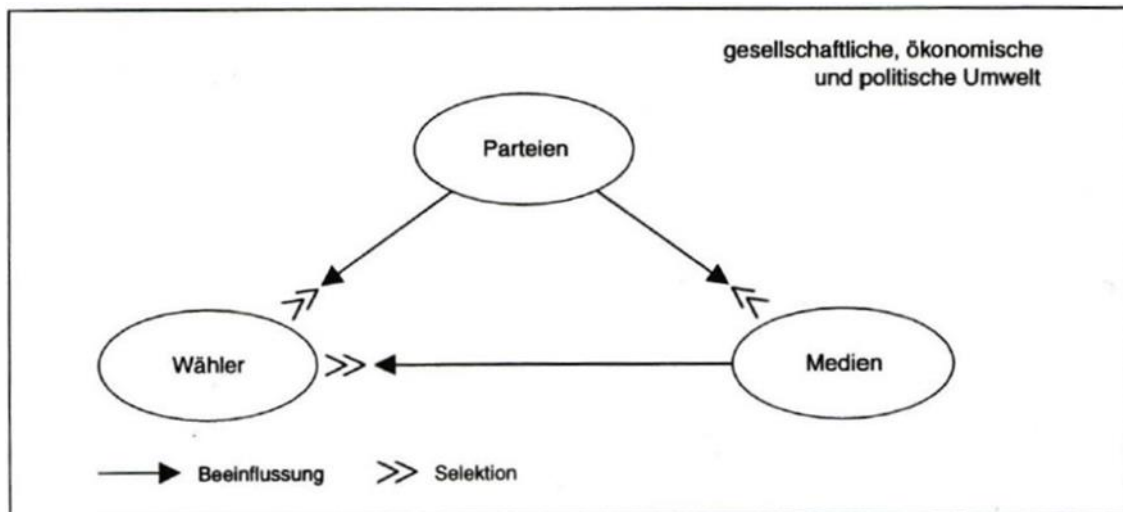 gesellschaftliche, ökonomische
und politische Umwelt
Parteien
Wähler
Medien
Beeinflussung
Selektion